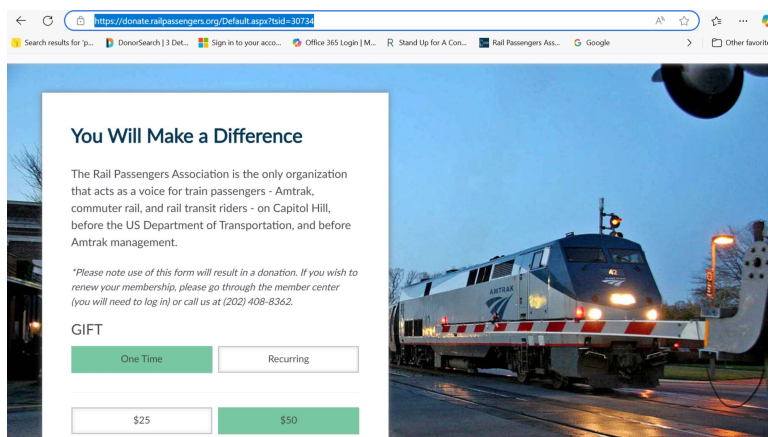 https://donate.railpassengers.org/Default.aspx?tsid=30734
Search results for 'p...
DonorSearch | 3 Det...
Sign in to your acco...
Office 365 Login | M...
R Stand Up for A Con...
Rail Passengers Ass...
G Google
Other favorit
You Will Make a Difference
The Rail Passengers Association is the only organization
that acts as a voice for train passengers - Amtrak,
commuter rail, and rail transit riders - on Capitol Hill,
before the US Department of Transportation, and before
Amtrak management.
*Please note use of this form will result in a donation. If you wish to
renew your membership, please go through the member center
(you will need to log in) or call us at (202) 408-8362.
GIFT
One Time
Recurring
$25
$50
42
AMTRAK